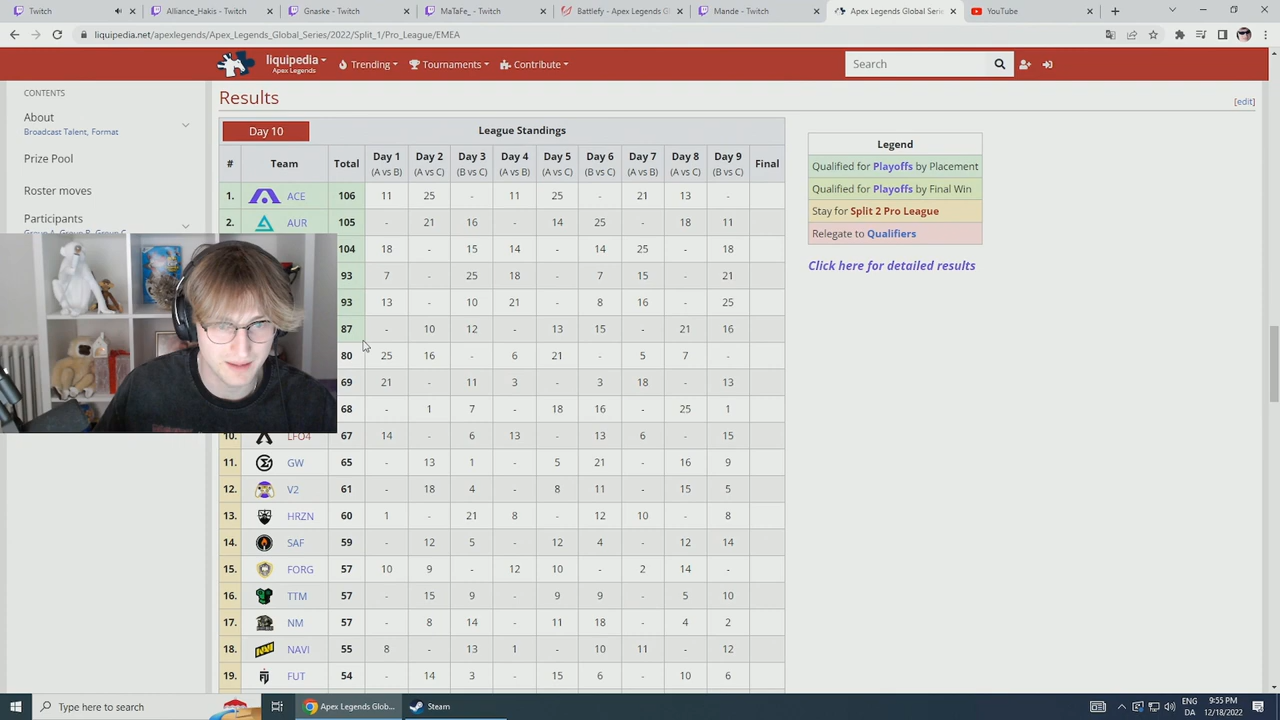 Twitch
Alliance_Hakis - Twitch
Gnaske - Twitch
MaTaFe_ - Twitch
Battlefy - Apex Legends G
Mande - Twitch
Apex Legends Global Serie
YouTube
liquipedia.net/apexlegends/Apex_Legends_Global_Series/2022/Split_1/Pro_League/EMEA
liquipedia
Apex Legends
Trending
Tournaments
Contribute
Search
CONTENTS
About
Broadcast Talent, Format
Prize Pool
Roster moves
Participants
Group A, Group B, Group C
Results
[edit]
Day 10 League Standings
# Team Total Day 1 Day 2 Day 3 Day 4 Day 5 Day 6 Day 7 Day 8 Day 9 Final
(A vs B) (A vs C) (B vs C) (A vs B) (A vs C) (B vs C) (A vs B) (A vs C) (B vs C)
1. ACE 106 11 25 - 11 25 - 21 13 -
2. AUR 105 - 21 16 - 14 25 - 18 11
104 18 - 15 14 - 14 25 - 18
93 7 - 25 18 - 7 15 - 21
93 13 - 10 21 - 8 16 - 25
87 - 10 12 - 13 15 - 21 16
80 25 16 - 6 21 - 5 7 -
69 21 - 11 3 - 3 18 - 13
68 - 1 7 - 18 16 - 25 1
10. LFO4 67 14 - 6 13 - 13 6 - 15
11. GW 65 - 13 1 - 5 21 - 16 9
12. V2 61 - 18 4 - 8 11 - 15 5
13. HRZN 60 1 - 21 8 - 12 10 - 8
14. SAF 59 - 12 5 - 12 4 - 12 14
15. FORG 57 10 9 - 12 10 - 2 14 -
16. TTM 57 - 15 9 - 9 9 - 5 10
17. NM 57 - 8 14 - 11 18 - 4 2
18. NAVI 55 8 - 13 1 - 10 11 - 12
19. FUT 54 - 14 3 - 15 6 - 10 6
Legend
Qualified for Playoffs by Placement
Qualified for Playoffs by Final Win
Stay for Split 2 Pro League
Relegate to Qualifiers
Click here for detailed results
Type here to search
Apex Legends Glob...
Steam
ENG
DA
9:55 PM
12/18/2022